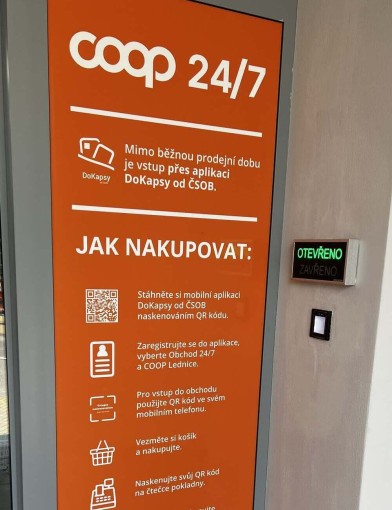 COOP 24/7
DoKapsy
Mimo běžnou prodejní dobu
je vstup přes aplikaci
DoKapsy od ČSOB.
JAK NAKUPOVAT:
Stáhněte si mobilní aplikaci
DoKapsy od ČSOB
naskenováním QR kódu.
Zaregistrujte se do aplikace,
vyberte Obchod 24/7
a COOP Lednice.
Pro vstup do obchodu
použijte QR kód ve svém
mobilním telefonu.
Vezměte si košík
a nakupujte.
Naskenujte svůj QR kód
na čtečce pokladny.
OTEVŘENO
ZAVŘENO